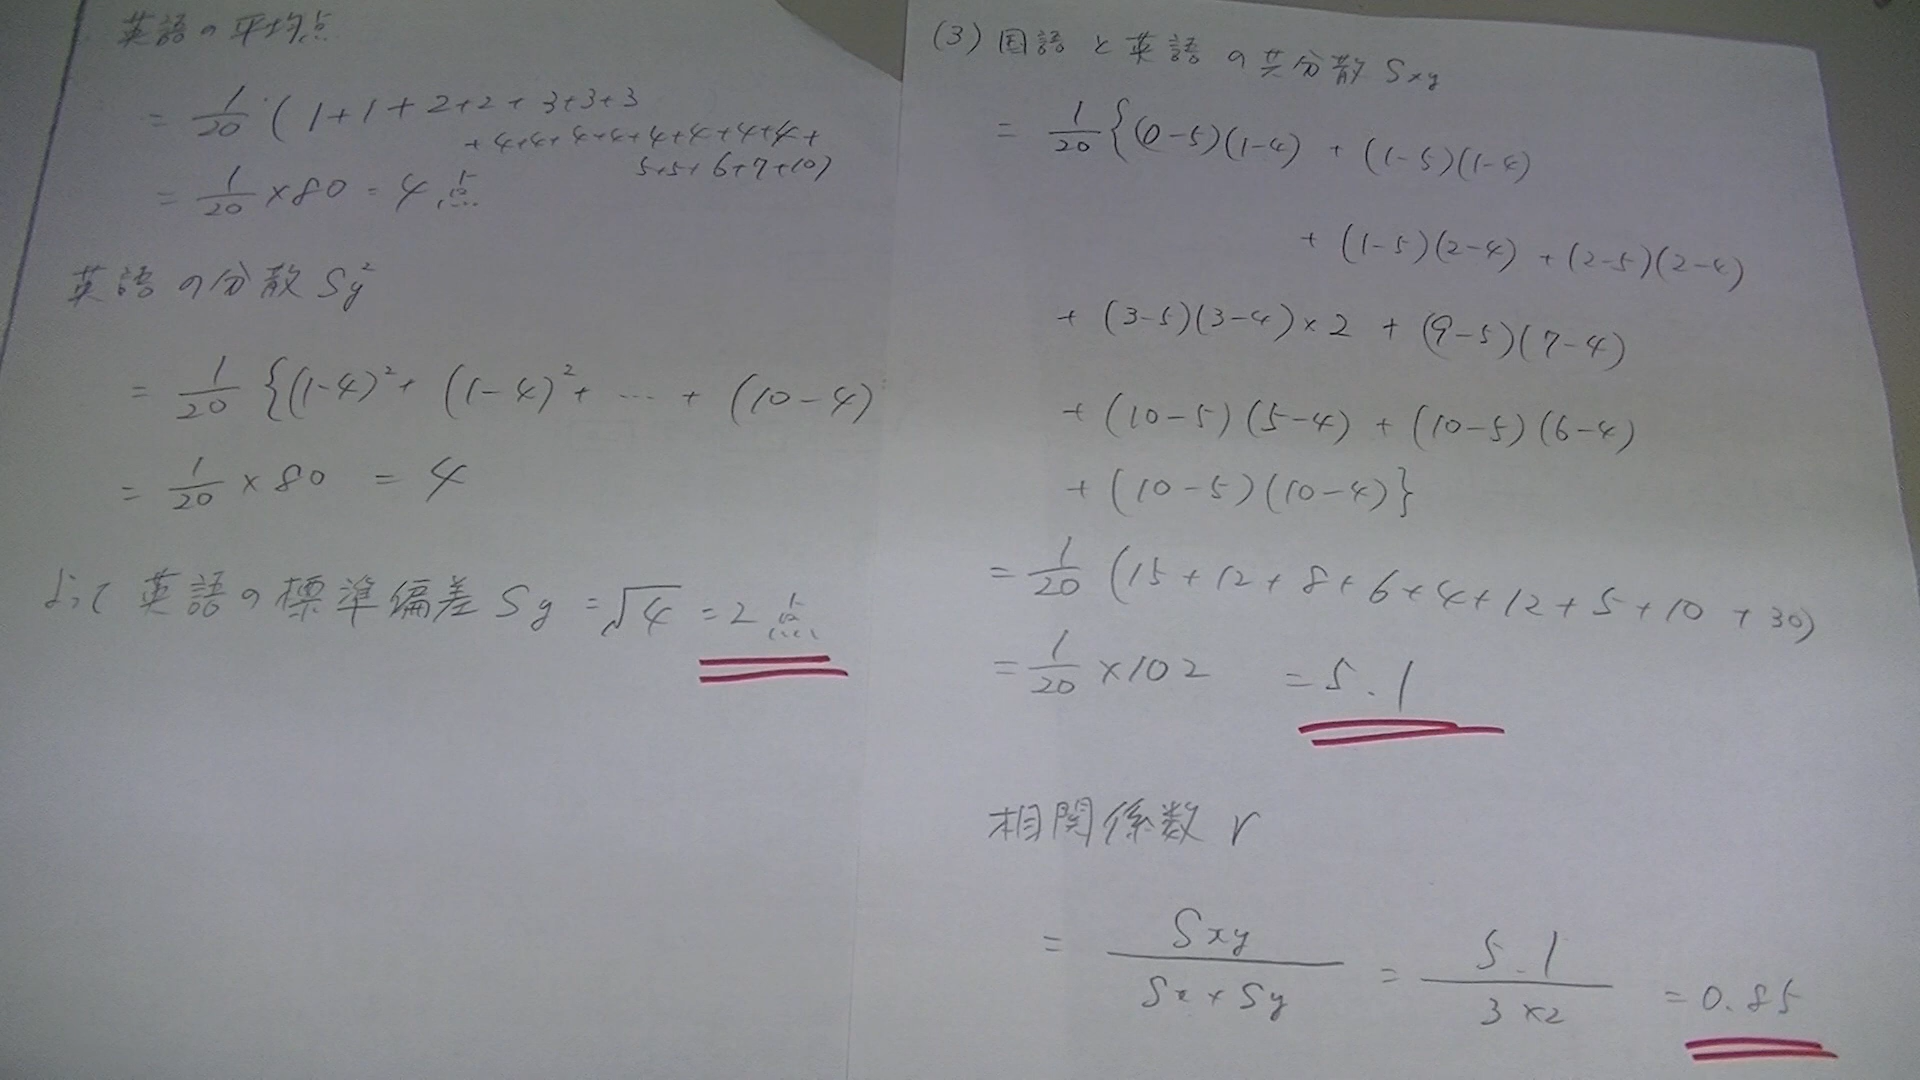 英語の平均点
= 1/20 (1+1+2+2+3+3+3
+4+4+4+4+4+4+4+4+
5+5+6+7+10)
= 1/20 ×80 = 4点
英語の分散 Sy²
= 1/20 {(1-4)²+ (1-4)²+ … + (10-4)
= 1/20 ×80 = 4
よって 英語の標準偏差 Sy = √4 = 2点
(3) 国語と英語の共分散 Sxy
= 1/20 {(0-5)(1-4) + (1-5)(1-4)
+ (1-5)(2-4) + (2-5)(2-4)
+ (3-5)(3-4)×2 + (9-5)(7-4)
+ (10-5)(5-4) + (10-5)(6-4)
+ (10-5)(10-4)}
= 1/20 (15+12+8+6+4+12+5+10+30)
= 1/20 ×102 = 5.1
相関係数 r
= Sxy/Sx×Sy = 5.1/3×2 = 0.85